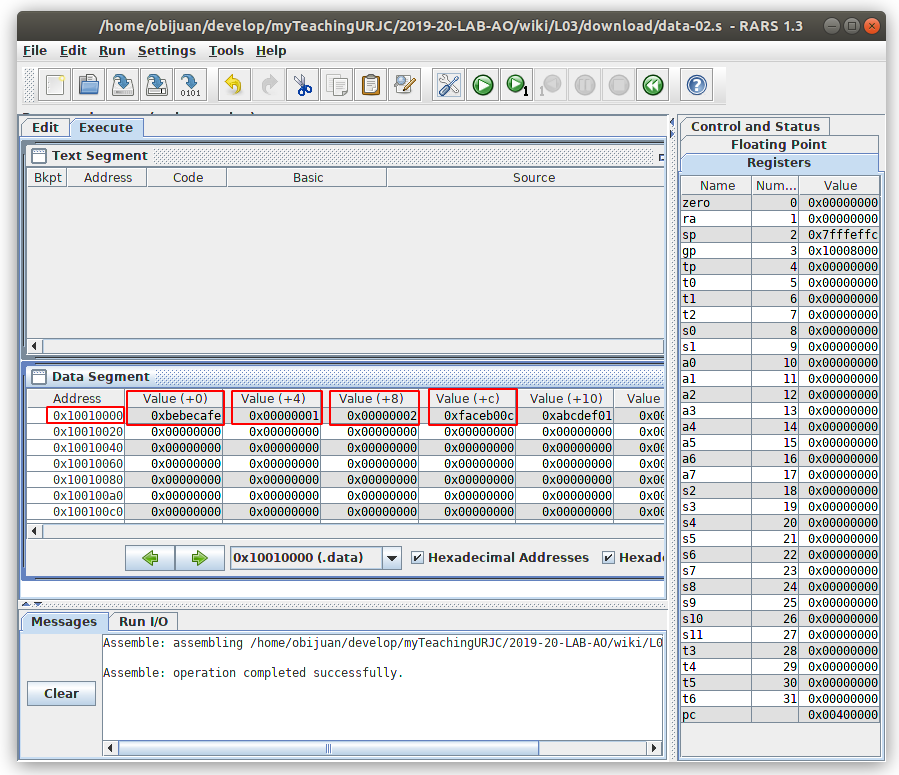 /home/obijuan/develop/myTeachingURJC/2019-20-LAB-AO/wiki/L03/download/data-02.s - RARS 1.3
File Edit Run Settings Tools Help
Edit Execute
Text Segment
Bkpt Address Code Basic Source
Data Segment
Address Value (+0) Value (+4) Value (+8) Value (+c) Value (+10) Value
0x10010000 0xbebecafe 0x00000001 0x00000002 0xfaceb00c 0xabcdef01 0x00
0x10010020 0x00000000 0x00000000 0x00000000 0x00000000 0x00000000 0x00
0x10010040 0x00000000 0x00000000 0x00000000 0x00000000 0x00000000 0x00
0x10010060 0x00000000 0x00000000 0x00000000 0x00000000 0x00000000 0x00
0x10010080 0x00000000 0x00000000 0x00000000 0x00000000 0x00000000 0x00
0x100100a0 0x00000000 0x00000000 0x00000000 0x00000000 0x00000000 0x00
0x100100c0 0x00000000 0x00000000 0x00000000 0x00000000 0x00000000 0x00
0x10010000 (.data) Hexadecimal Addresses Hexade
Messages Run I/O
Assemble: assembling /home/obijuan/develop/myTeachingURJC/2019-20-LAB-AO/wiki/L0
Assemble: operation completed successfully.
Clear
Control and Status
Floating Point
Registers
Name Num... Value
zero 0 0x00000000
ra 1 0x00000000
sp 2 0x7fffeffc
gp 3 0x10008000
tp 4 0x00000000
t0 5 0x00000000
t1 6 0x00000000
t2 7 0x00000000
s0 8 0x00000000
s1 9 0x00000000
a0 10 0x00000000
a1 11 0x00000000
a2 12 0x00000000
a3 13 0x00000000
a4 14 0x00000000
a5 15 0x00000000
a6 16 0x00000000
a7 17 0x00000000
s2 18 0x00000000
s3 19 0x00000000
s4 20 0x00000000
s5 21 0x00000000
s6 22 0x00000000
s7 23 0x00000000
s8 24 0x00000000
s9 25 0x00000000
s10 26 0x00000000
s11 27 0x00000000
t3 28 0x00000000
t4 29 0x00000000
t5 30 0x00000000
t6 31 0x00000000
pc 0x00400000